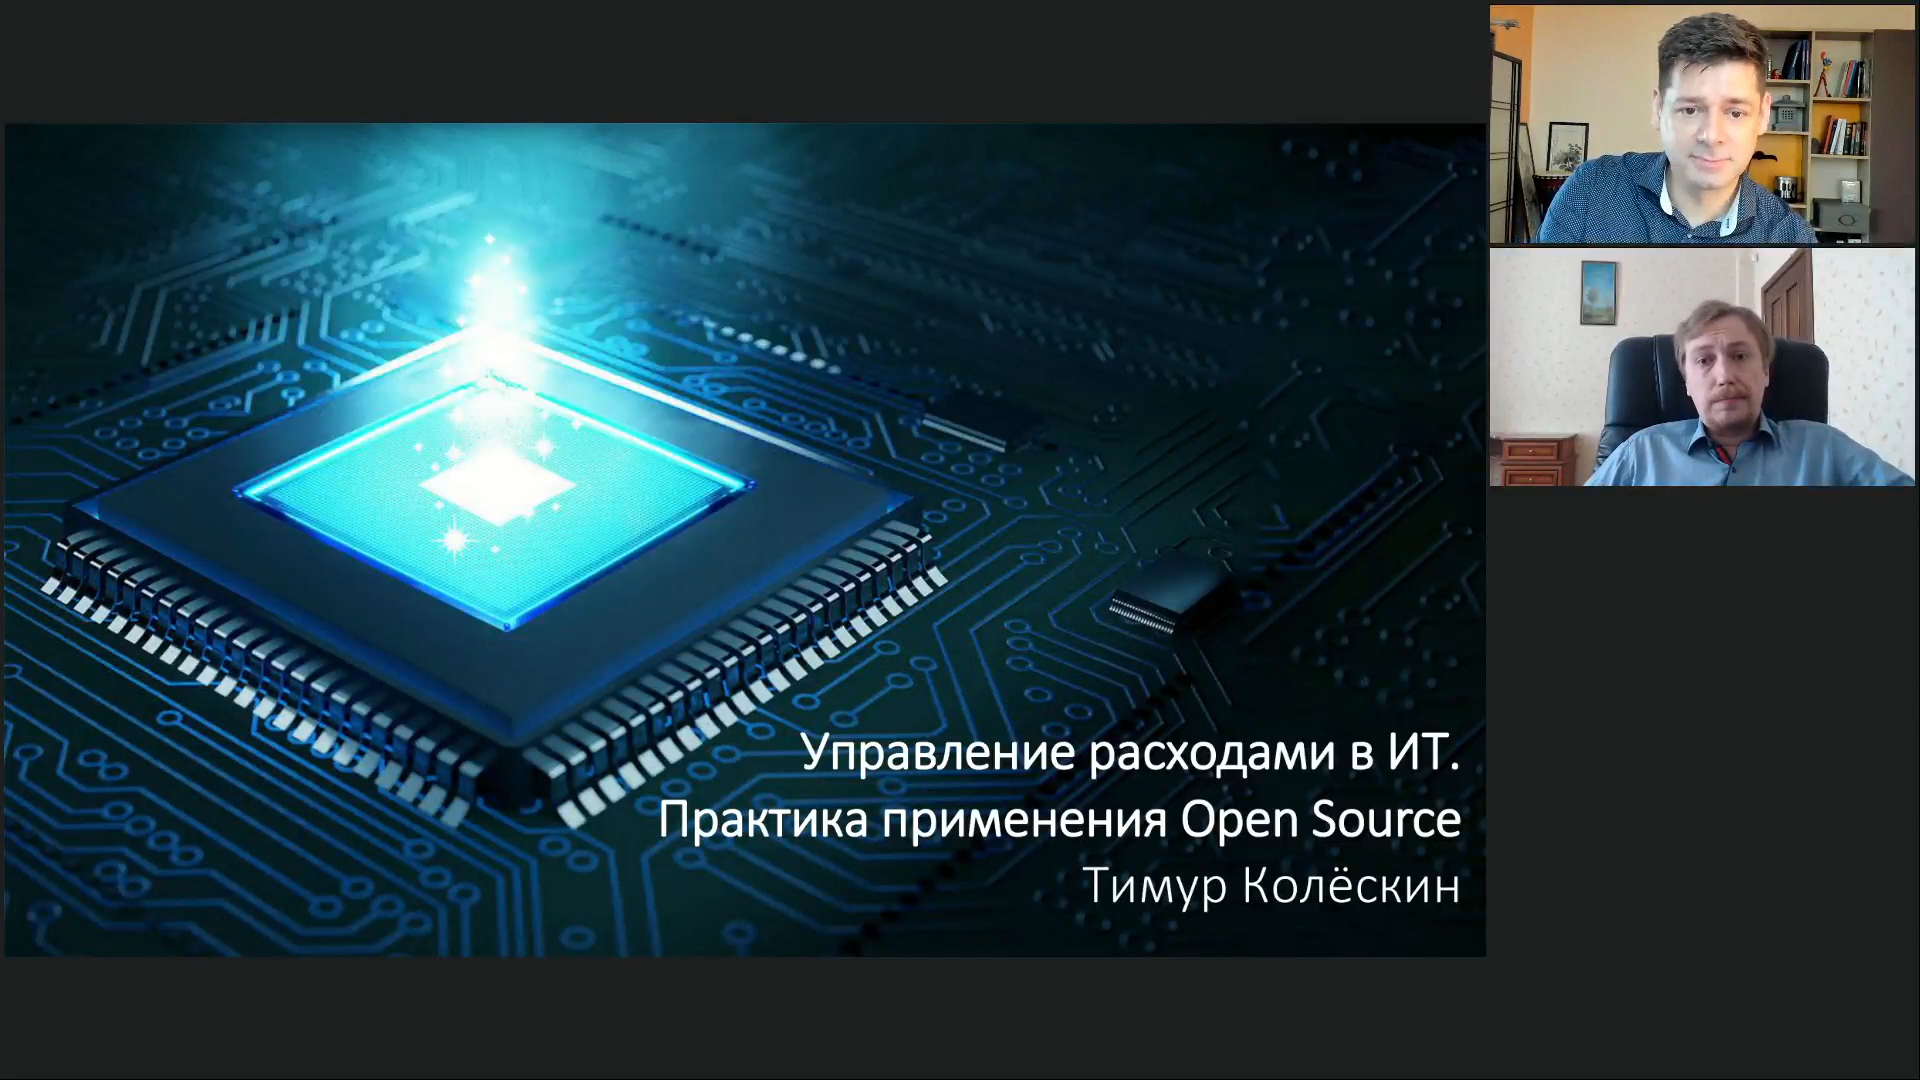 Управление расходами в ИТ.
Практика применения Open Source
Тимур Колёскин